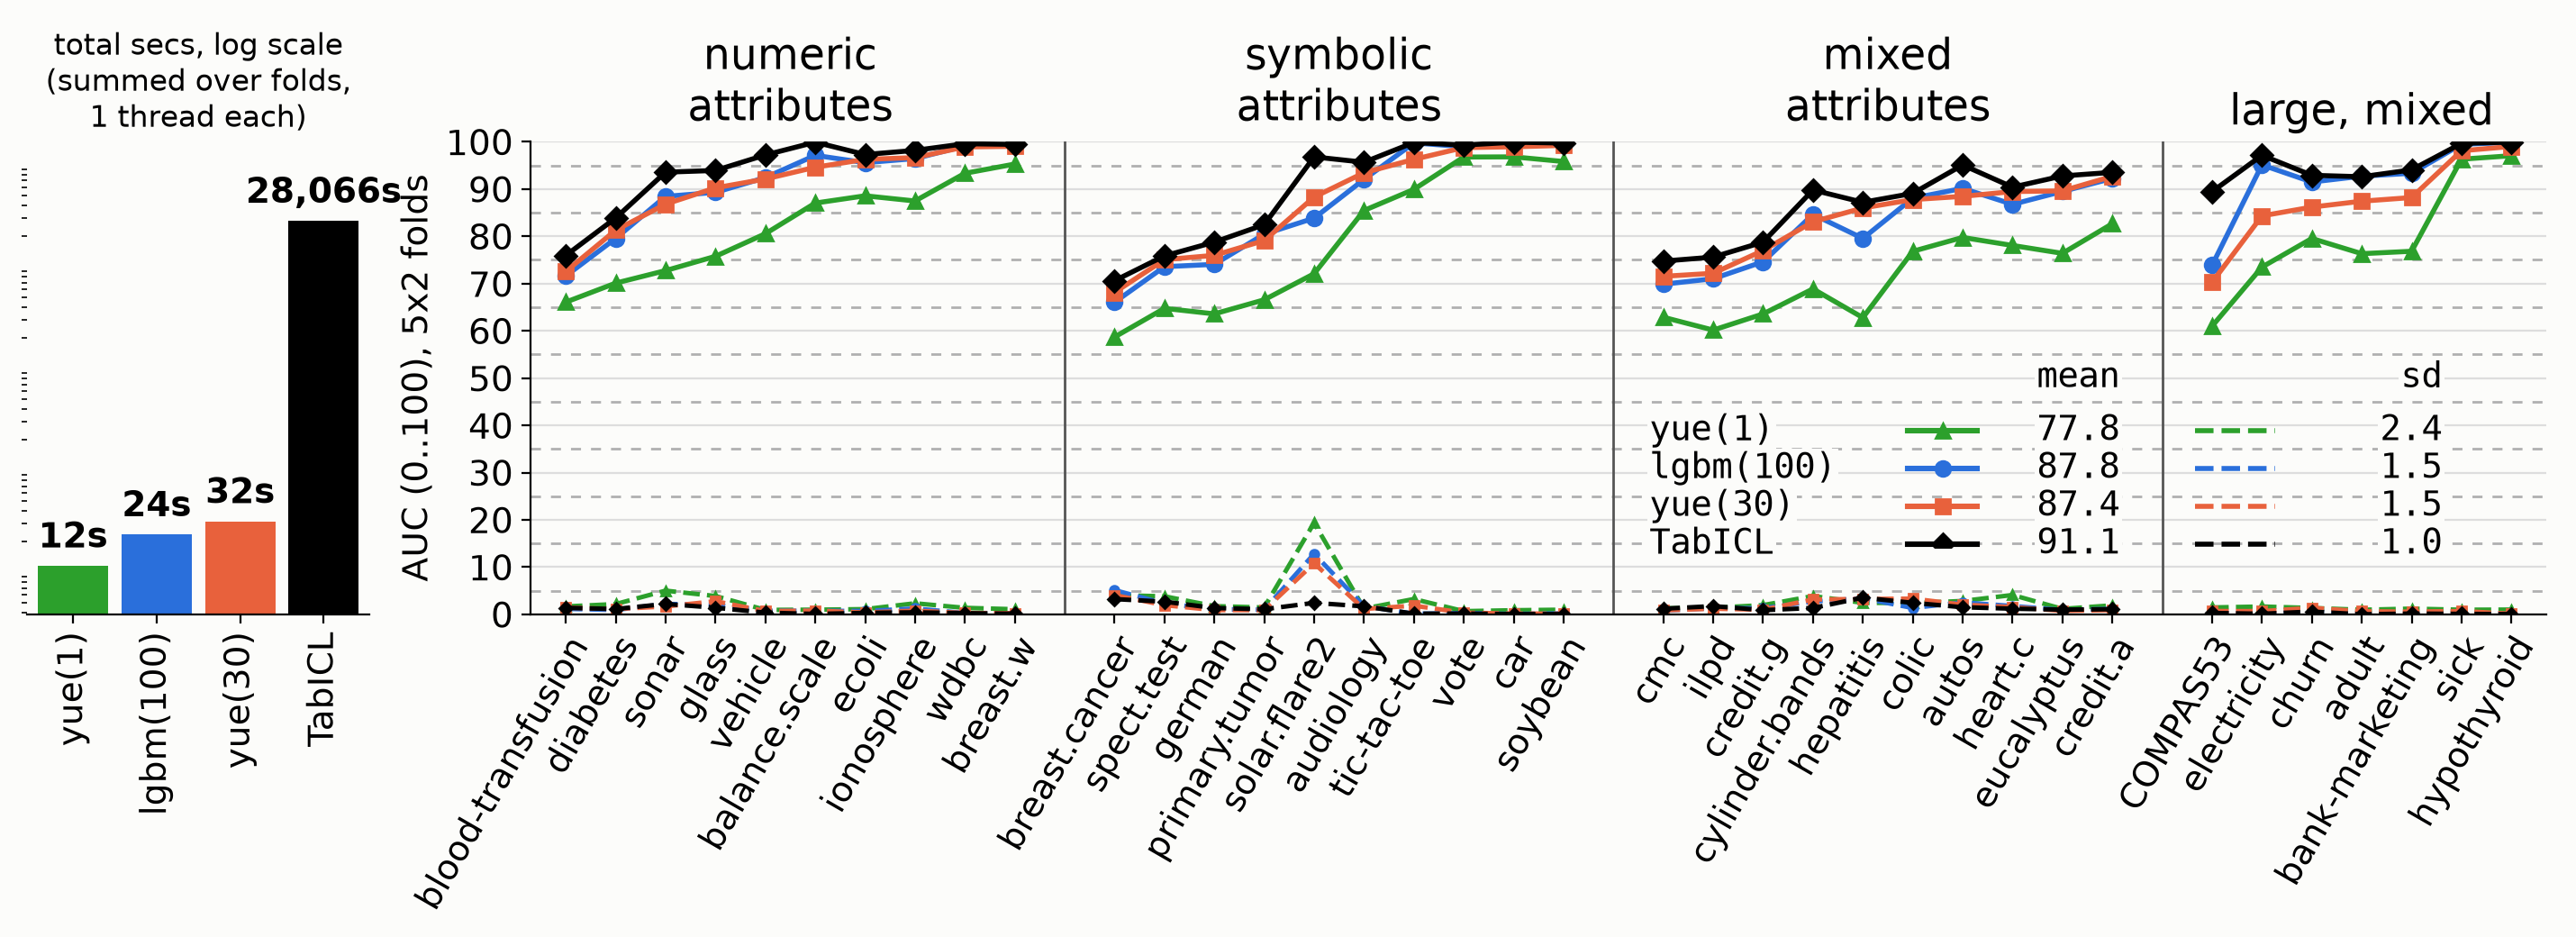 total secs, log scale
(summed over folds,
1 thread each)
12s
24s
32s
28,066s
yue(1)
lgbm(100)
yue(30)
TabICL
AUC (0..100), 5x2 folds
100
90
80
70
60
50
40
30
20
10
0
numeric
attributes
symbolic
attributes
mixed
attributes
large, mixed
mean sd
yue(1) 77.8 2.4
lgbm(100) 87.8 1.5
yue(30) 87.4 1.5
TabICL 91.1 1.0
blood-transfusion
diabetes
sonar
glass
vehicle
balance.scale
ecoli
ionosphere
wdbc
breast.w
breast.cancer
spect.test
german
primary.tumor
solar.flare2
audiology
tic-tac-toe
vote
car
soybean
cmc
ilpd
credit.g
cylinder.bands
hepatitis
colic
autos
heart.c
eucalyptus
credit.a
COMPAS53
electricity
churn
adult
bank-marketing
sick
hypothyroid